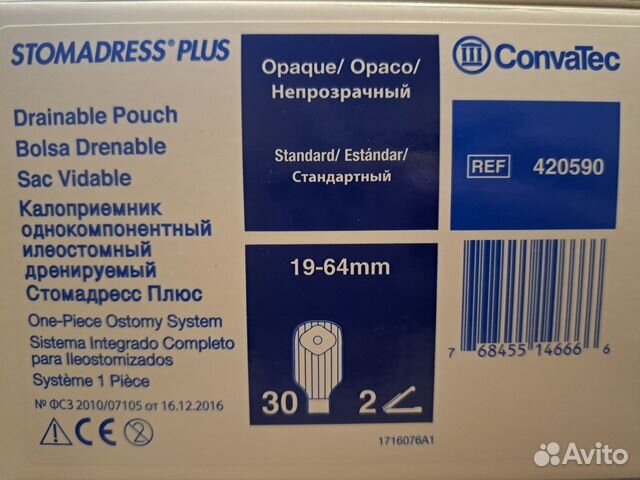 STOMADRESS® PLUS
Drainable Pouch
Bolsa Drenable
Sac Vidable
Калоприемник
однокомпонентный
илеостомный
дренируемый
Стомадресс Плюс
One-Piece Ostomy System
Sistema Integrado Completo
para Ileostomizados
Système 1 Pièce
№ ФСЗ 2010/07105 от 16.12.2016
CE
Opaque/ Opaco/
Непрозрачный
Standard/ Estándar/
Стандартный
19-64mm
30 2
1716076A1
ConvaTec
REF 420590
7 68455 14666 6
Avito